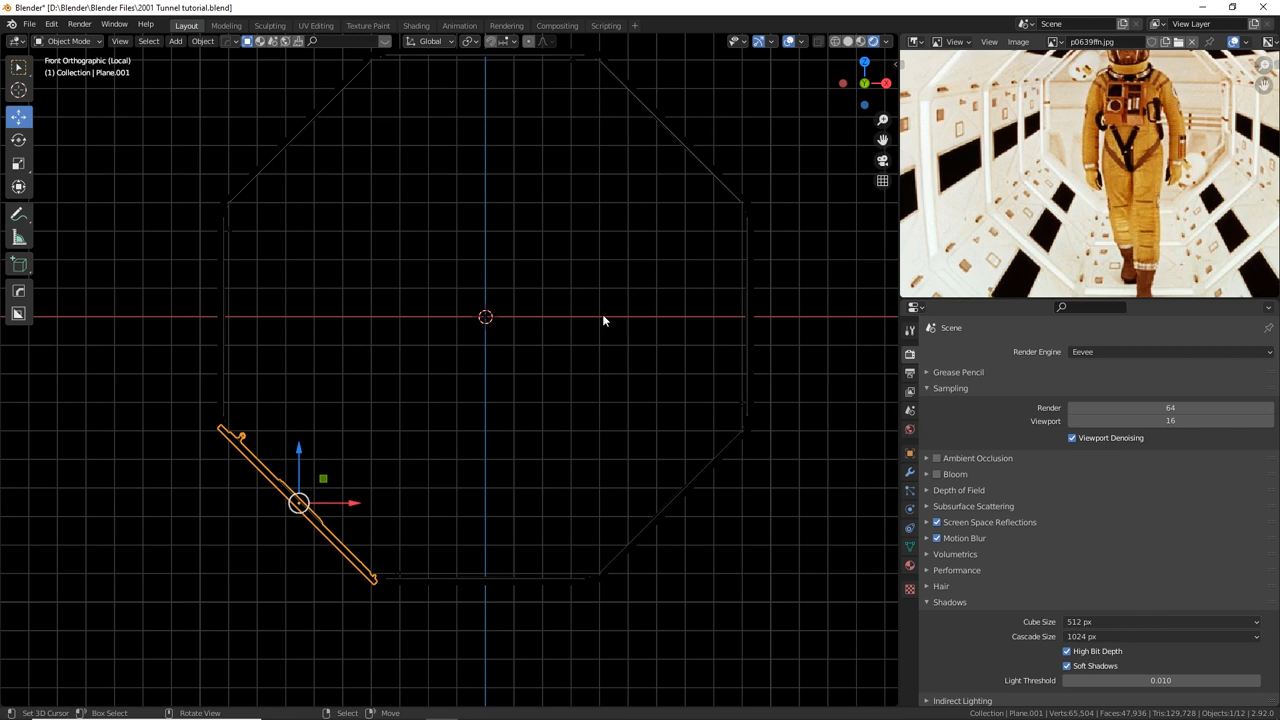 Blender* [D:\Blender\Blender Files\2001 Tunnel tutorial.blend]
File Edit Render Window Help Layout Modeling Sculpting UV Editing Texture Paint Shading Animation Rendering Compositing Scripting + Scene View Layer
Object Mode View Select Add Object Global View View Image p0639ffn.jpg
Front Orthographic (Local)
(1) Collection | Plane.001
Z
Y
X
Scene
Render Engine Eevee
Grease Pencil
Sampling
Render 64
Viewport 16
Viewport Denoising
Ambient Occlusion
Bloom
Depth of Field
Subsurface Scattering
Screen Space Reflections
Motion Blur
Volumetrics
Performance
Hair
Shadows
Cube Size 512 px
Cascade Size 1024 px
High Bit Depth
Soft Shadows
Light Threshold 0.010
Indirect Lighting
Set 3D Cursor Box Select Rotate View Select Move Collection | Plane.001 | Verts:65,504 | Faces:47,936 | Tris:129,728 | Objects:1/12 | 2.92.0